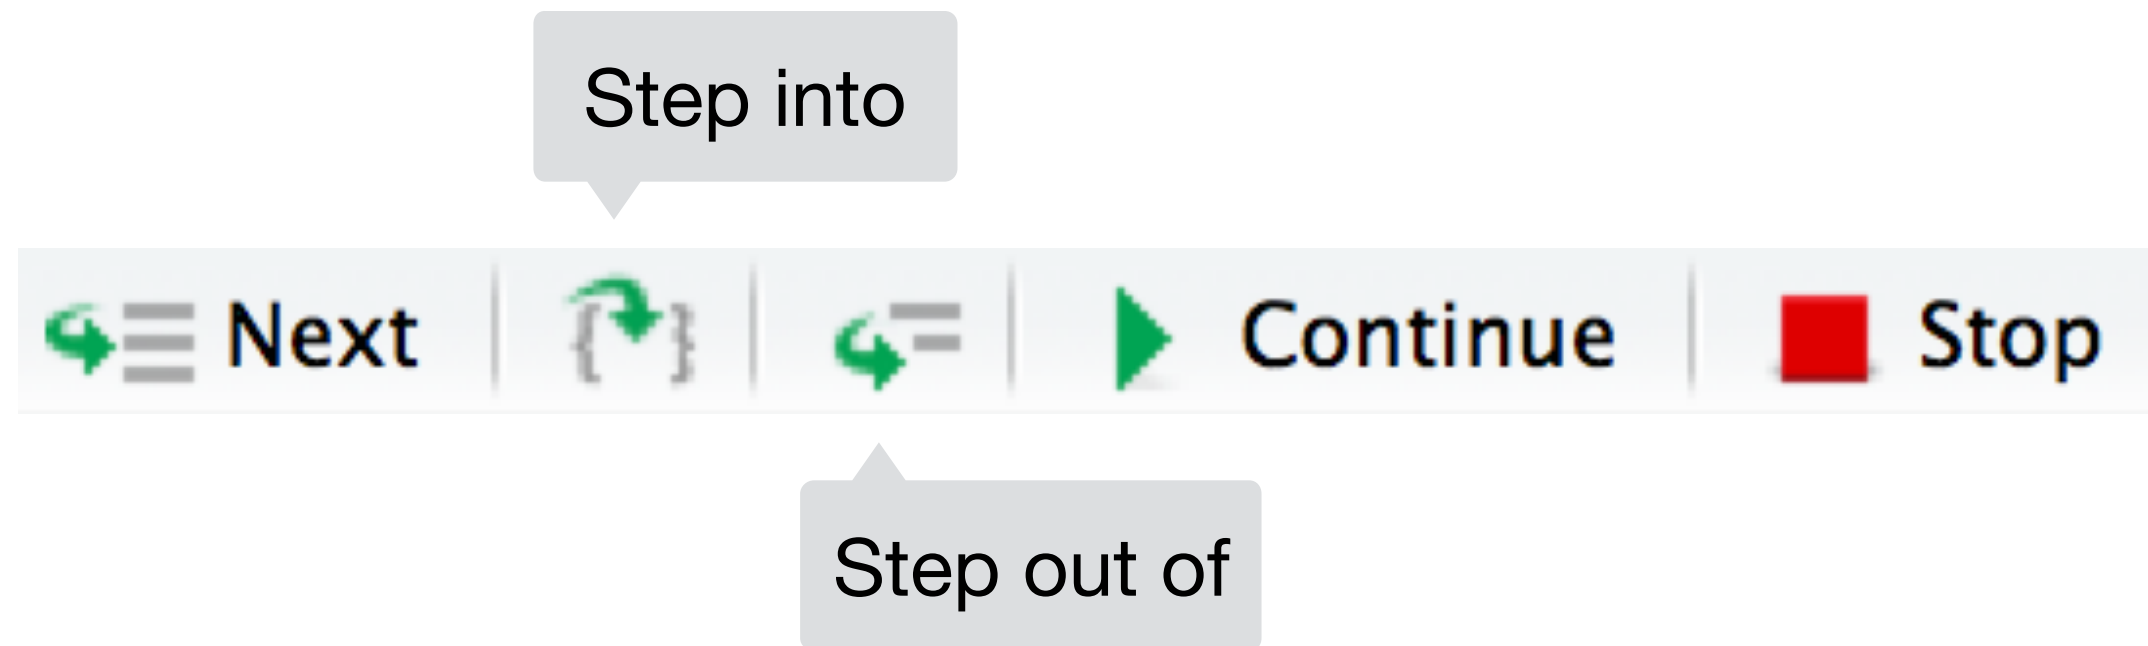 Step into
Next
Continue
Stop
Step out of